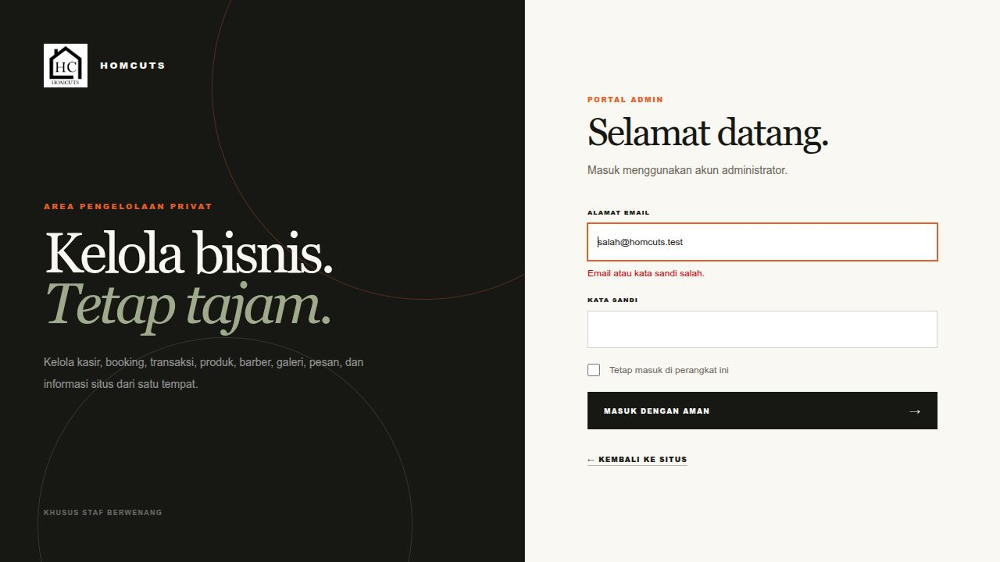 HC
HOMCUTS
HOMCUTS
AREA PENGELOLAAN PRIVAT
Kelola bisnis.
Tetap tajam.
Kelola kasir, booking, transaksi, produk, barber, galeri, pesan, dan
informasi situs dari satu tempat.
KHUSUS STAF BERWENANG
PORTAL ADMIN
Selamat datang.
Masuk menggunakan akun administrator.
ALAMAT EMAIL
salah@homcuts.test
Email atau kata sandi salah.
KATA SANDI
Tetap masuk di perangkat ini
MASUK DENGAN AMAN →
← KEMBALI KE SITUS